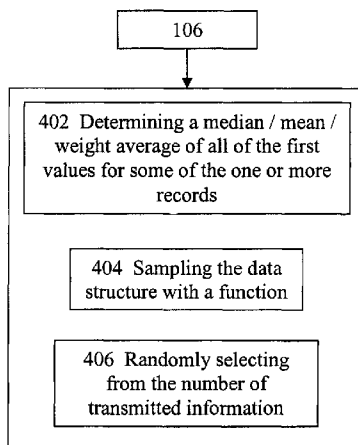 106
402 Determining a median / mean /
weight average of all of the first
values for some of the one or more
records
404 Sampling the data
structure with a function
406 Randomly selecting
from the number of
transmitted information